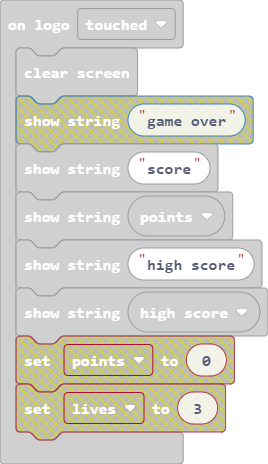 on logo touched
clear screen
show string "game over"
show string "score"
show string points
show string "high score"
show string high score
set points to 0
set lives to 3